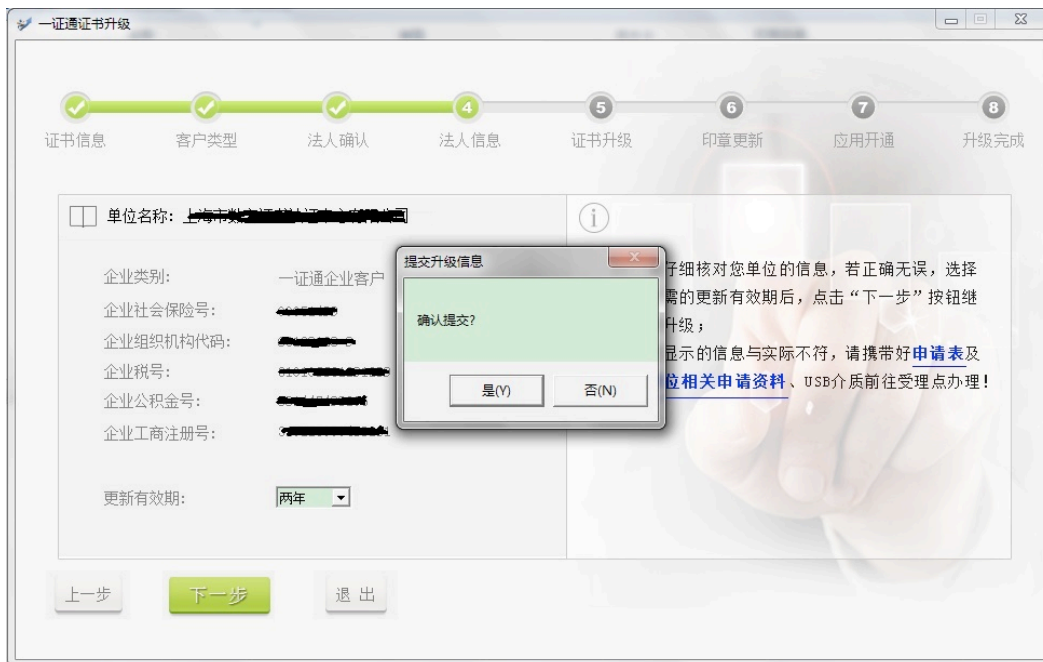 一证通证书升级
4 5 6 7 8
证书信息 客户类型 法人确认 法人信息 证书升级 印章更新 应用开通 升级完成
单位名称:
企业类别: 一证通企业客户
企业社会保险号:
企业组织机构代码:
企业税号:
企业公积金号:
企业工商注册号:
更新有效期: 两年
提交升级信息
确认提交?
是(Y) 否(N)
i
仔细核对您单位的信息，若正确无误，选择
需的更新有效期后，点击“下一步”按钮继
升级；
显示的信息与实际不符，请携带好申请表及
位相关申请资料、USB介质前往受理点办理！
上一步 下一步 退 出